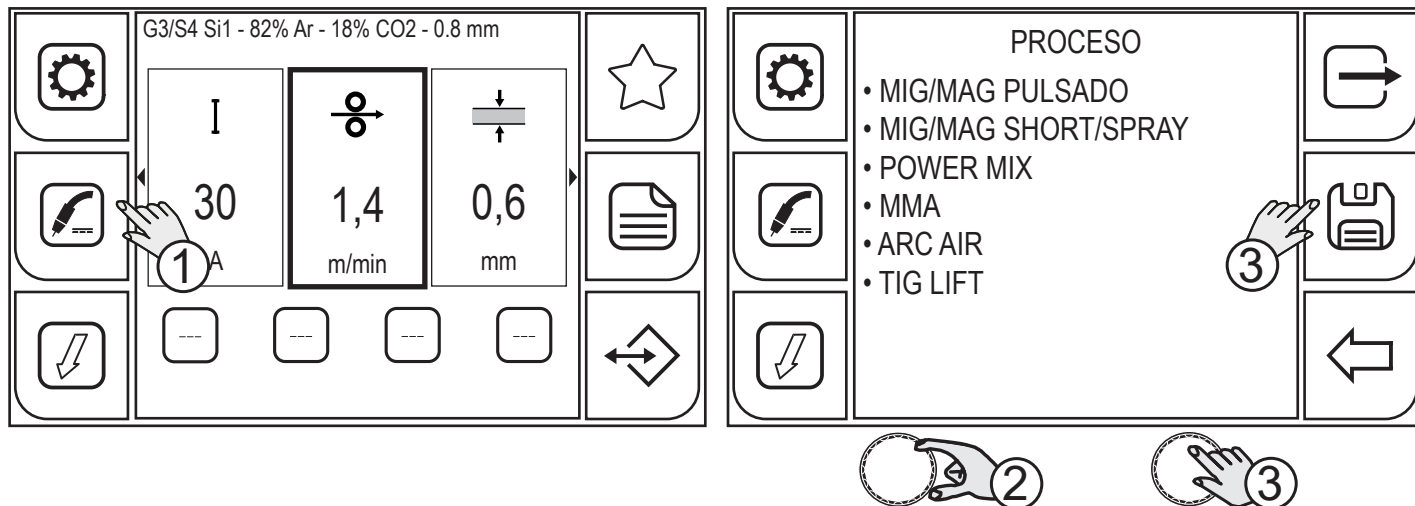 G3/S4 Si1 - 82% Ar - 18% CO2 - 0.8 mm
I
30
A
1,4
m/min
0,6
mm
---
---
---
---
1
PROCESO
• MIG/MAG PULSADO
• MIG/MAG SHORT/SPRAY
• POWER MIX
• MMA
• ARC AIR
• TIG LIFT
3
2
3